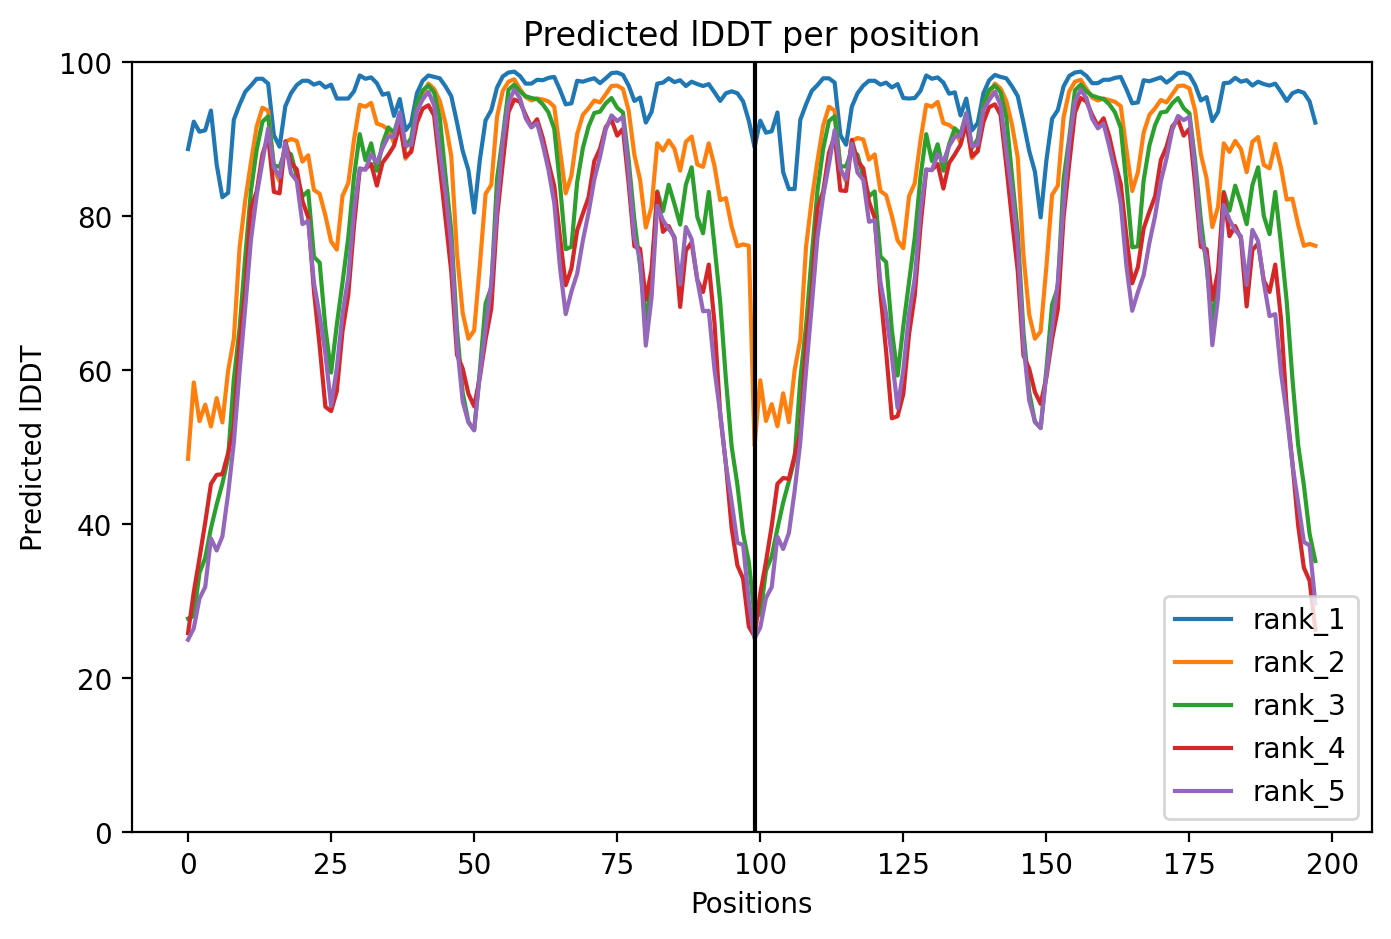 Predicted lDDT per position
100
80
60
40
20
0
Predicted lDDT
0 25 50 75 100 125 150 175 200
Positions
rank_1
rank_2
rank_3
rank_4
rank_5